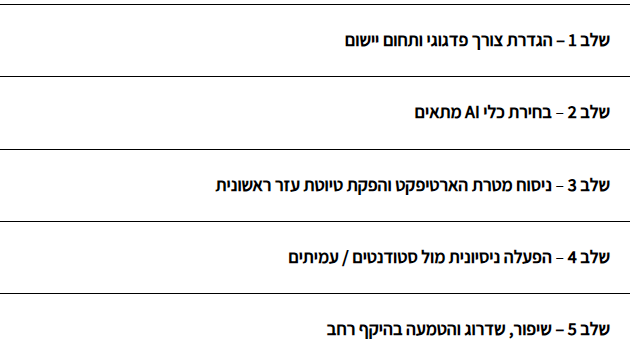 שלב 1 – הגדרת צורך פדגוגי ותחום יישום
שלב 2 – בחירת כלי AI מתאים
שלב 3 – ניסוח מטרת הארטיפקט והפקת טיוטת עזר ראשונית
שלב 4 – הפעלה ניסיונית מול סטודנטים / עמיתים
שלב 5 – שיפור, שדרוג והטמעה בהיקף רחב